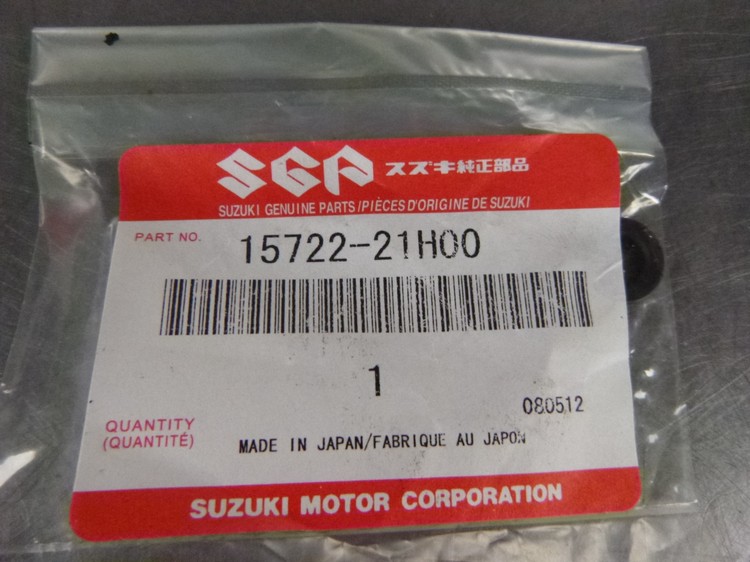 SGP スズキ純正部品
SUZUKI GENUINE PARTS/PIÈCES D'ORIGINE DE SUZUKI
PART NO. 15722-21H00
1
080512
QUANTITY
(QUANTITÉ)
MADE IN JAPAN/FABRIQUE AU JAPON
SUZUKI MOTOR CORPORATION